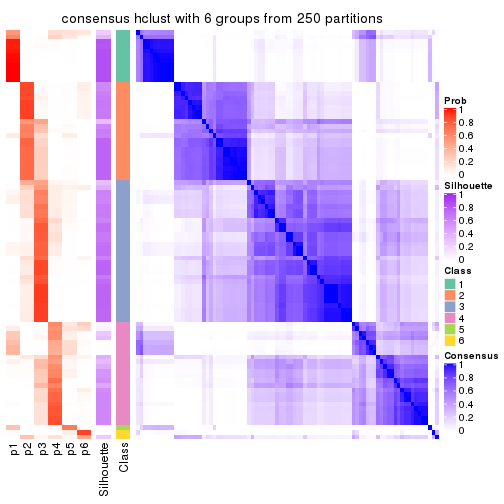 consensus hclust with 6 groups from 250 partitions
Prob
1
0.8
0.6
0.4
0.2
0
Silhouette
1
0.8
0.6
0.4
0.2
0
Class
1
2
3
4
5
6
Consensus
1
0.8
0.6
0.4
0.2
0
p1
p2
p3
p4
p5
p6
Silhouette
Class